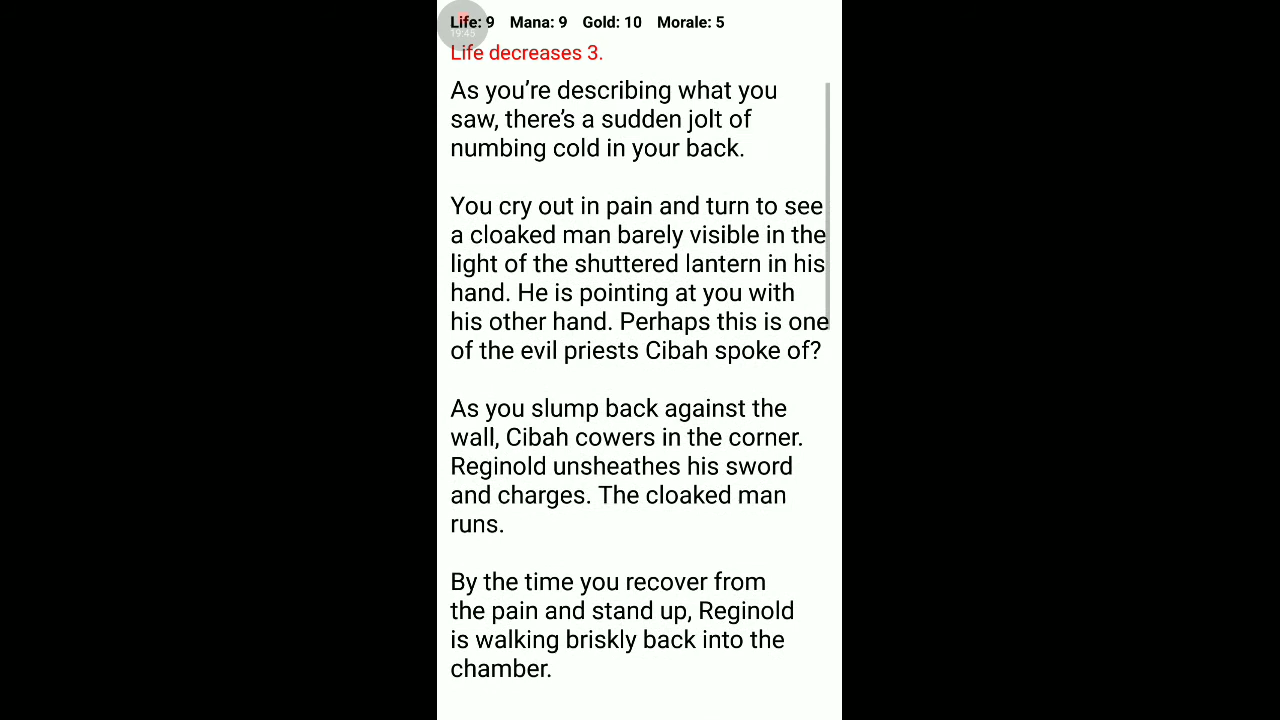 Life: 9 Mana: 9 Gold: 10 Morale: 5
19:45
Life decreases 3.
As you’re describing what you
saw, there’s a sudden jolt of
numbing cold in your back.
You cry out in pain and turn to see
a cloaked man barely visible in the
light of the shuttered lantern in his
hand. He is pointing at you with
his other hand. Perhaps this is one
of the evil priests Cibah spoke of?
As you slump back against the
wall, Cibah cowers in the corner.
Reginold unsheathes his sword
and charges. The cloaked man
runs.
By the time you recover from
the pain and stand up, Reginold
is walking briskly back into the
chamber.